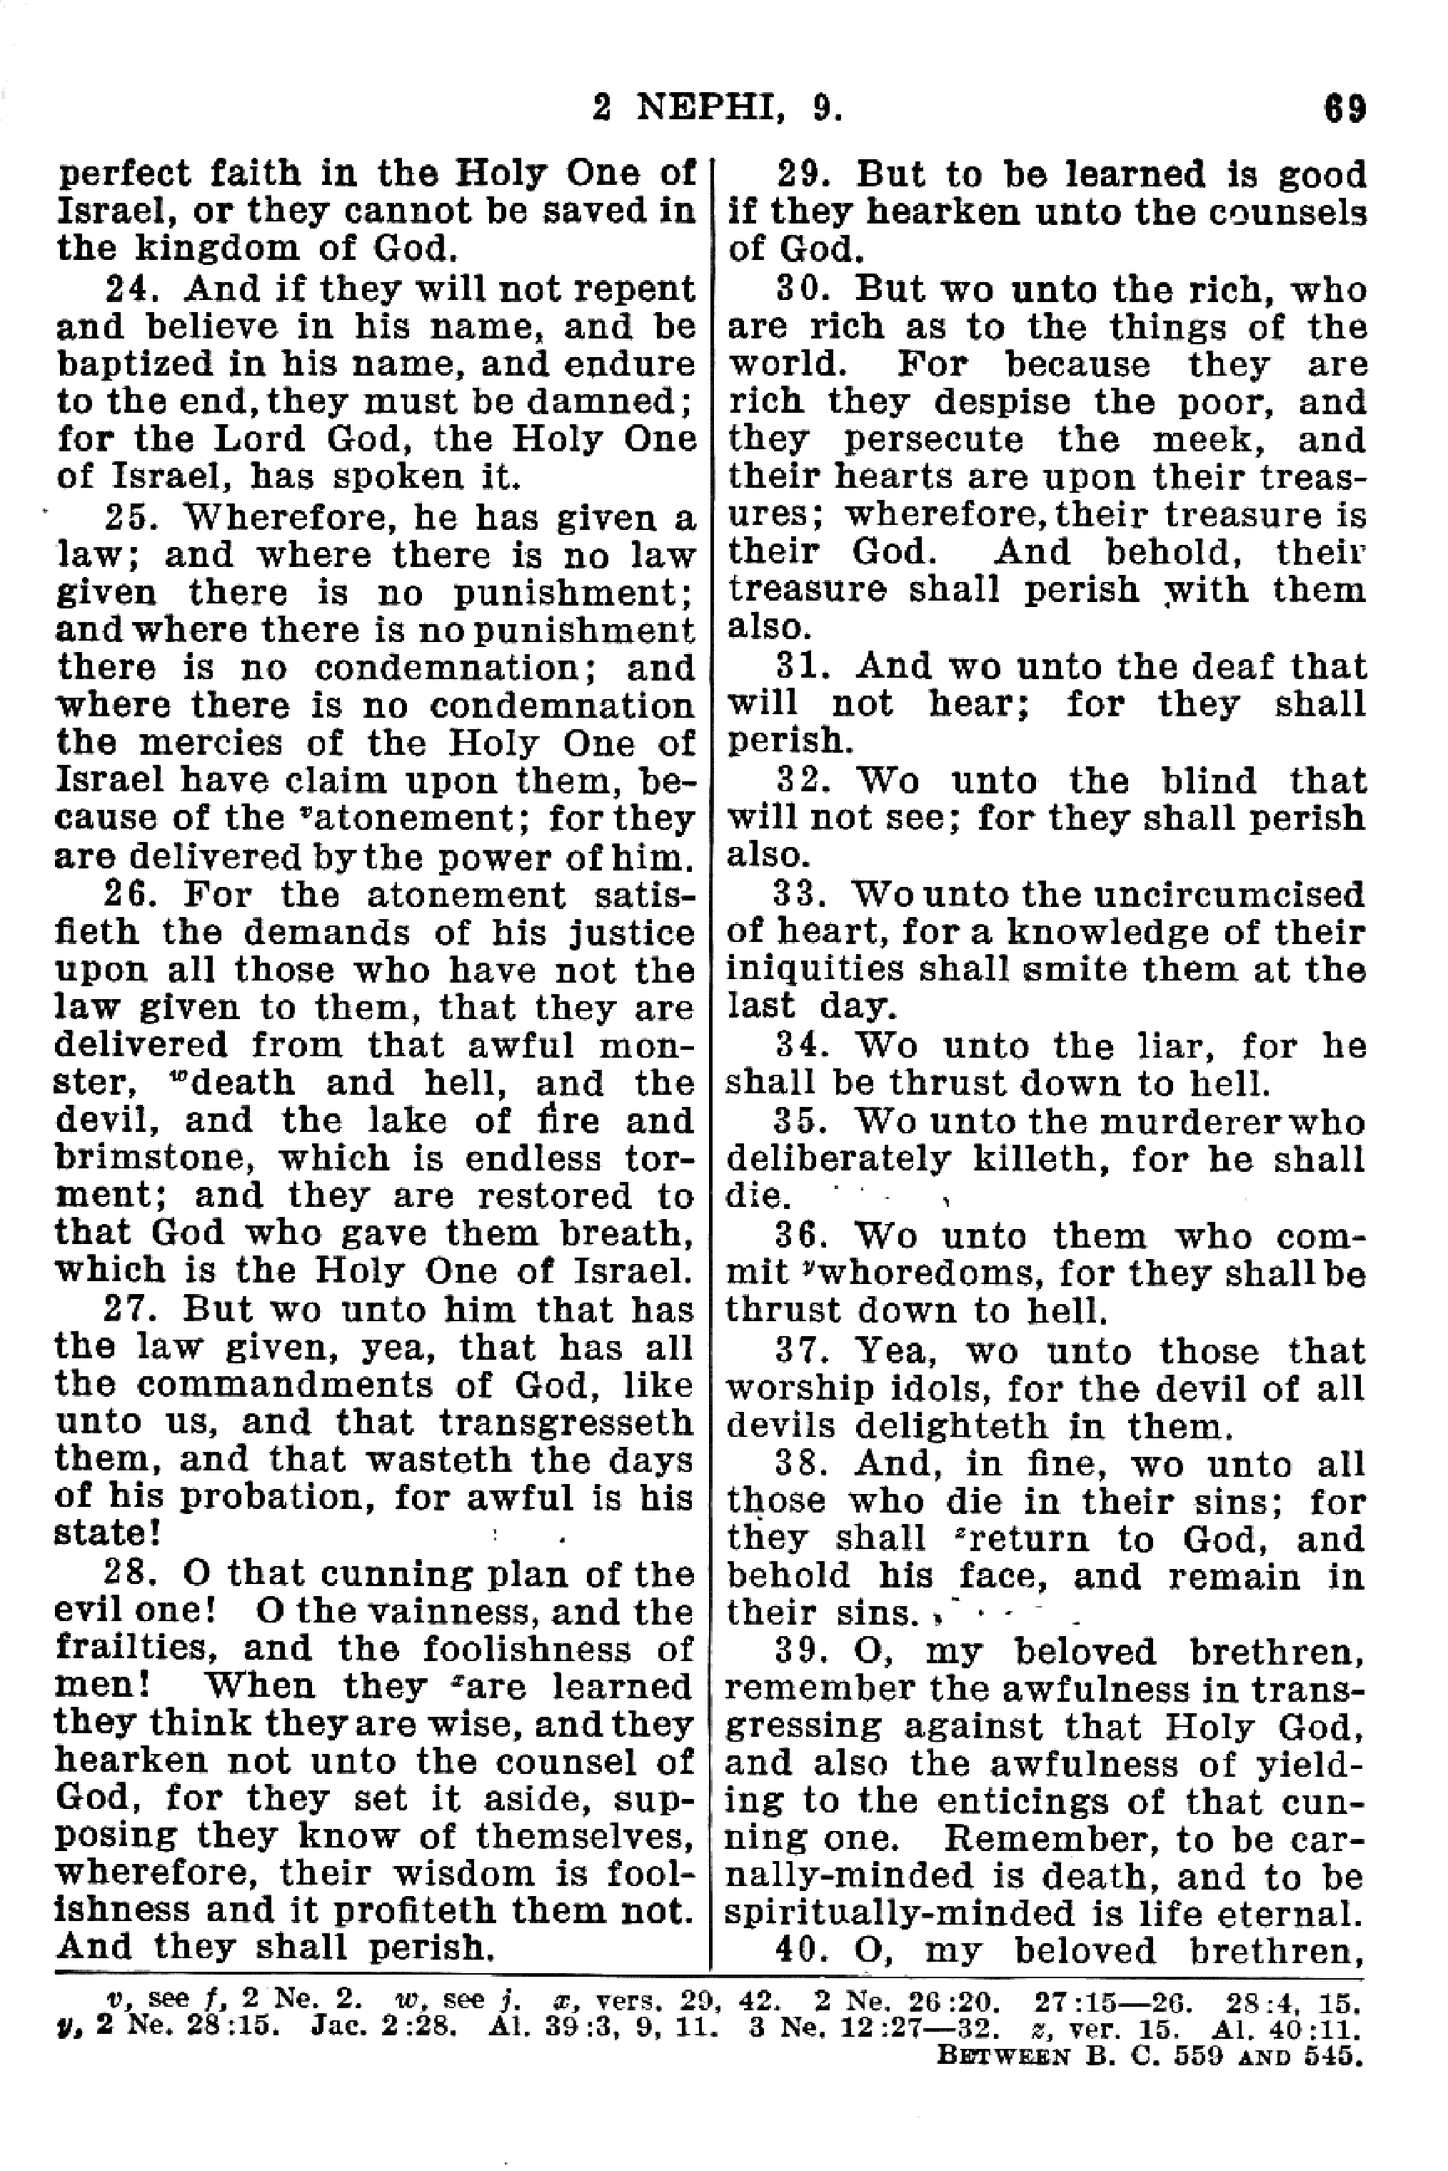 2 NEPHI, 9.
69
perfect faith in the Holy One of
Israel, or they cannot be saved in
the kingdom of God.
24. And if they will not repent
and believe in his name, and be
baptized in his name, and endure
to the end, they must be damned;
for the Lord God, the Holy One
of Israel, has spoken it.
25. Wherefore, he has given a
law; and where there is no law
given there is no punishment;
and where there is no punishment
there is no condemnation; and
where there is no condemnation
the mercies of the Holy One of
Israel have claim upon them, be-
cause of the ᵛatonement; for they
are delivered by the power of him.
26. For the atonement satis-
fieth the demands of his justice
upon all those who have not the
law given to them, that they are
delivered from that awful mon-
ster, ʷdeath and hell, and the
devil, and the lake of fire and
brimstone, which is endless tor-
ment; and they are restored to
that God who gave them breath,
which is the Holy One of Israel.
27. But wo unto him that has
the law given, yea, that has all
the commandments of God, like
unto us, and that transgresseth
them, and that wasteth the days
of his probation, for awful is his
state!
28. O that cunning plan of the
evil one! O the vainness, and the
frailties, and the foolishness of
men! When they ˣare learned
they think they are wise, and they
hearken not unto the counsel of
God, for they set it aside, sup-
posing they know of themselves,
wherefore, their wisdom is fool-
ishness and it profiteth them not.
And they shall perish.
29. But to be learned is good
if they hearken unto the counsels
of God.
30. But wo unto the rich, who
are rich as to the things of the
world. For because they are
rich they despise the poor, and
they persecute the meek, and
their hearts are upon their treas-
ures; wherefore, their treasure is
their God. And behold, their
treasure shall perish with them
also.
31. And wo unto the deaf that
will not hear; for they shall
perish.
32. Wo unto the blind that
will not see; for they shall perish
also.
33. Wo unto the uncircumcised
of heart, for a knowledge of their
iniquities shall smite them at the
last day.
34. Wo unto the liar, for he
shall be thrust down to hell.
35. Wo unto the murderer who
deliberately killeth, for he shall
die.
36. Wo unto them who com-
mit ʸwhoredoms, for they shall be
thrust down to hell.
37. Yea, wo unto those that
worship idols, for the devil of all
devils delighteth in them.
38. And, in fine, wo unto all
those who die in their sins; for
they shall ᶻreturn to God, and
behold his face, and remain in
their sins.
39. O, my beloved brethren,
remember the awfulness in trans-
gressing against that Holy God,
and also the awfulness of yield-
ing to the enticings of that cun-
ning one. Remember, to be car-
nally-minded is death, and to be
spiritually-minded is life eternal.
40. O, my beloved brethren,
v, see f, 2 Ne. 2. w, see j. x, vers. 29, 42. 2 Ne. 26:20. 27:15—26. 28:4, 15.
y, 2 Ne. 28:15. Jac. 2:28. Al. 39:3, 9, 11. 3 Ne. 12:27—32. z, ver. 15. Al. 40:11.
BETWEEN B. C. 559 AND 545.